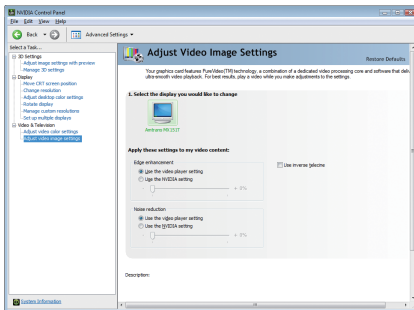 NVIDIA Control Panel
File Edit View Help
Back Advanced Settings
Select a Task...
3D Settings
Adjust image settings with preview
Manage 3D settings
Display
Move CRT screen position
Change resolution
Adjust desktop color settings
Rotate display
Manage custom resolutions
Set up multiple displays
Video & Television
Adjust video color settings
Adjust video image settings
System Information
Adjust Video Image Settings
Restore Defaults
Your graphics card features PureVideo(TM) technology, a combination of a dedicated video processing core and software that deliv
ultra-smooth video playback. For best results, play a video while you make adjustments to the settings.
1. Select the display you would like to change
Apply these settings to my video content:
Edge enhancement
Use the video player setting
Use the NVIDIA setting
- + 0%
Use inverse telecine
Noise reduction
Use the video player setting
Use the NVIDIA setting
- + 0%
Description: